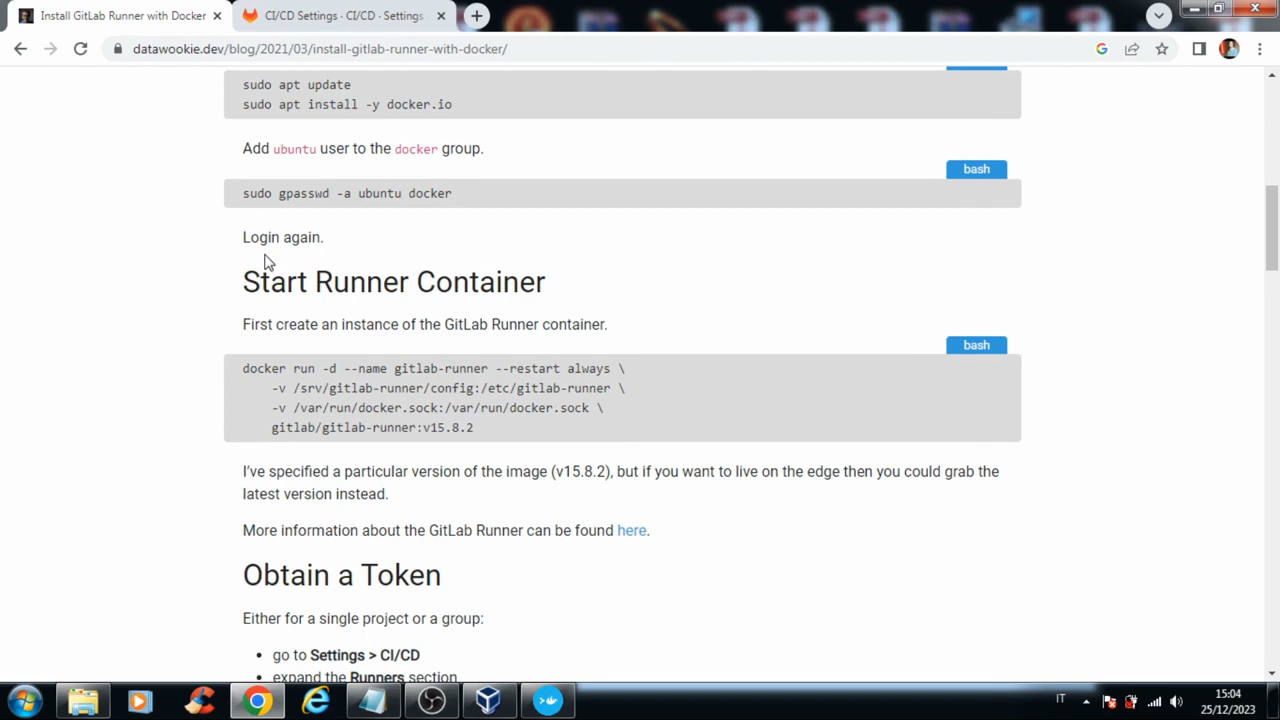 Install GitLab Runner with Docker
CI/CD Settings · CI/CD · Settings
datawookie.dev/blog/2021/03/install-gitlab-runner-with-docker/
sudo apt update
sudo apt install -y docker.io
Add ubuntu user to the docker group.
bash
sudo gpasswd -a ubuntu docker
Login again.
Start Runner Container
First create an instance of the GitLab Runner container.
bash
docker run -d --name gitlab-runner --restart always \
-v /srv/gitlab-runner/config:/etc/gitlab-runner \
-v /var/run/docker.sock:/var/run/docker.sock \
gitlab/gitlab-runner:v15.8.2
I’ve specified a particular version of the image (v15.8.2), but if you want to live on the edge then you could grab the
latest version instead.
More information about the GitLab Runner can be found here.
Obtain a Token
Either for a single project or a group:
• go to Settings > CI/CD
• expand the Runners section
IT
15:04
25/12/2023